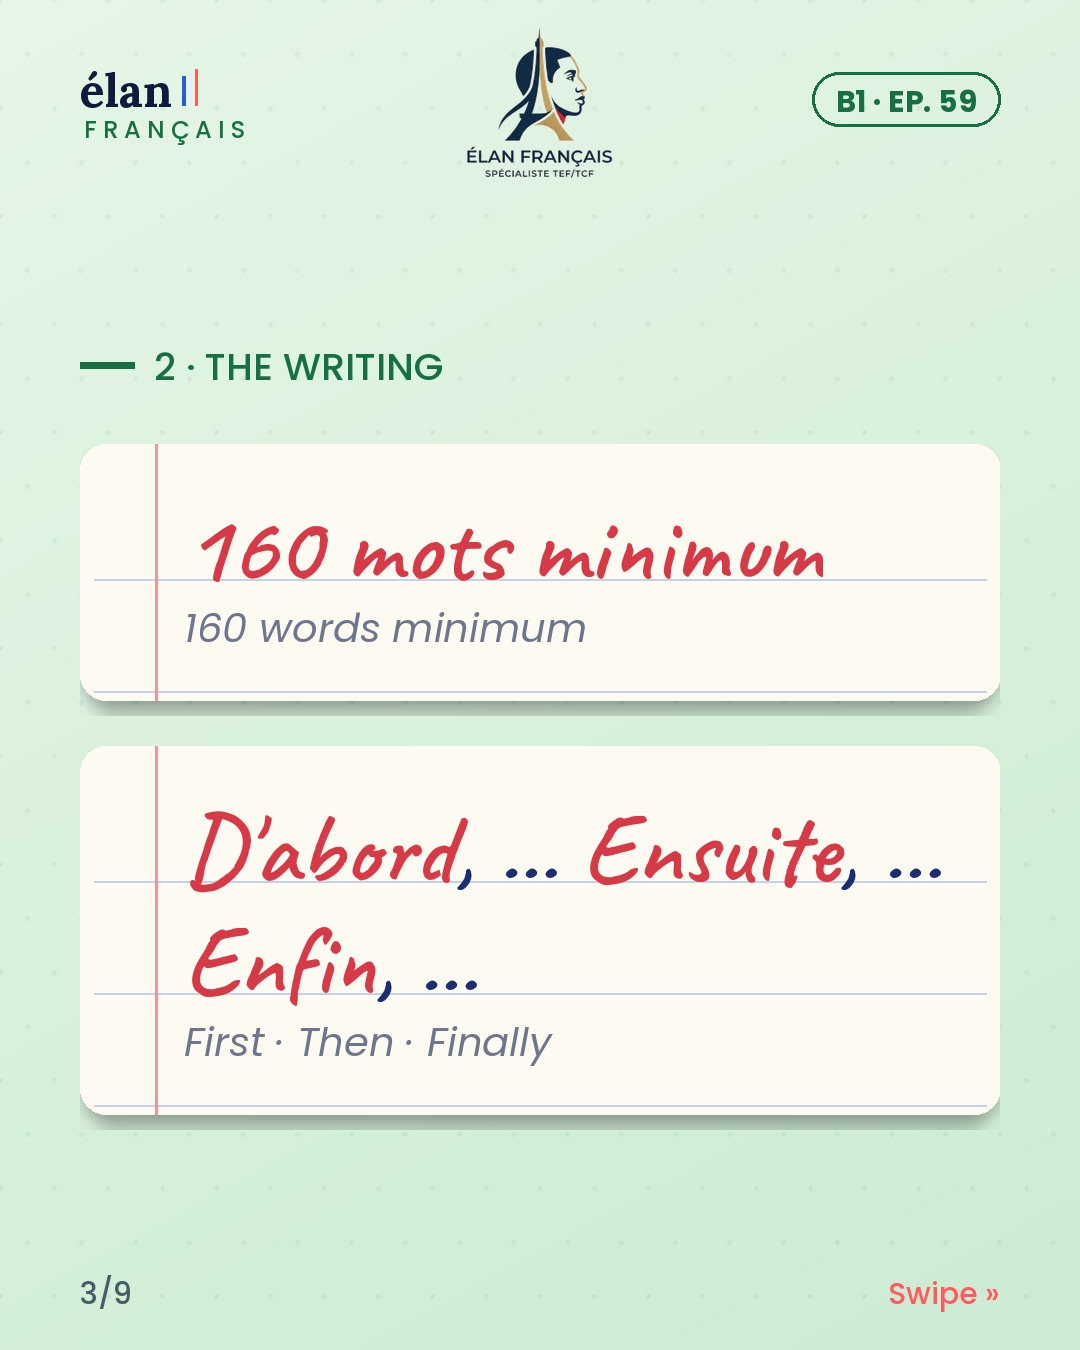 élan
FRANÇAIS
ÉLAN FRANÇAIS
SPÉCIALISTE TEF/TCF
B1 · EP. 59
2 · THE WRITING
160 mots minimum
160 words minimum
D'abord, ... Ensuite, ...
Enfin, ...
First · Then · Finally
3/9
Swipe »